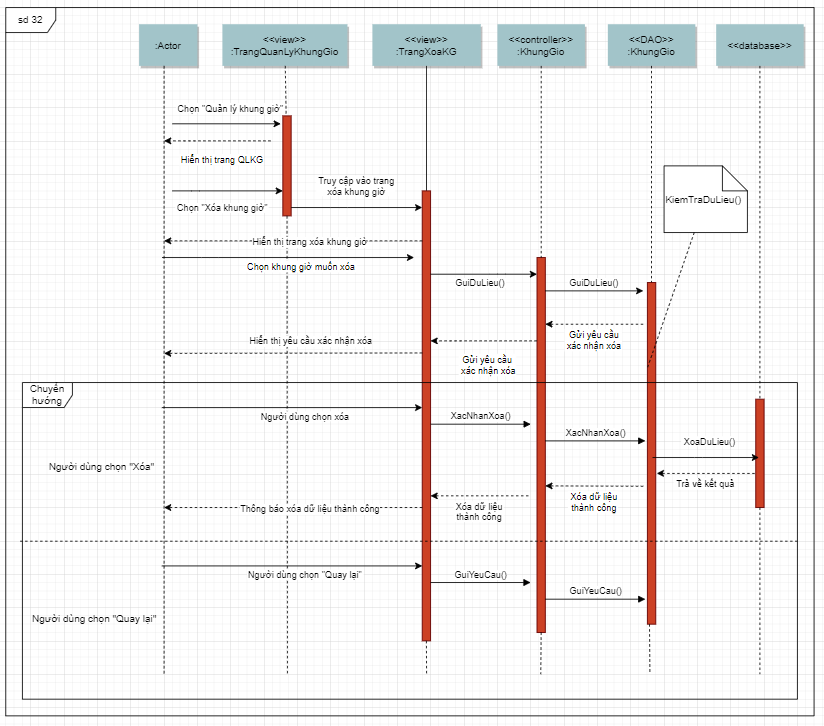 sd 32
:Actor
<<view>>
:TrangQuanLyKhungGio
<<view>>
:TrangXoaKG
<<controller>>
:KhungGio
<<DAO>>
:KhungGio
<<database>>
Chọn "Quản lý khung giờ"
Hiển thị trang QLKG
Truy cập vào trang
xóa khung giờ
Chọn "Xóa khung giờ"
KiemTraDuLieu()
Hiển thị trang xóa khung giờ
Chọn khung giờ muốn xóa
GuiDuLieu()
GuiDuLieu()
Gửi yêu cầu
xác nhận xóa
Hiển thị yêu cầu xác nhận xóa
Gửi yêu cầu
xác nhận xóa
Chuyển
hướng
Người dùng chọn xóa
XacNhanXoa()
XacNhanXoa()
XoaDuLieu()
Người dùng chọn "Xóa"
Trả về kết quả
Xóa dữ liệu
thành công
Xóa dữ liệu
thành công
Thông báo xóa dữ liệu thành công
Người dùng chọn "Quay lại"
GuiYeuCau()
GuiYeuCau()
Người dùng chọn "Quay lại"